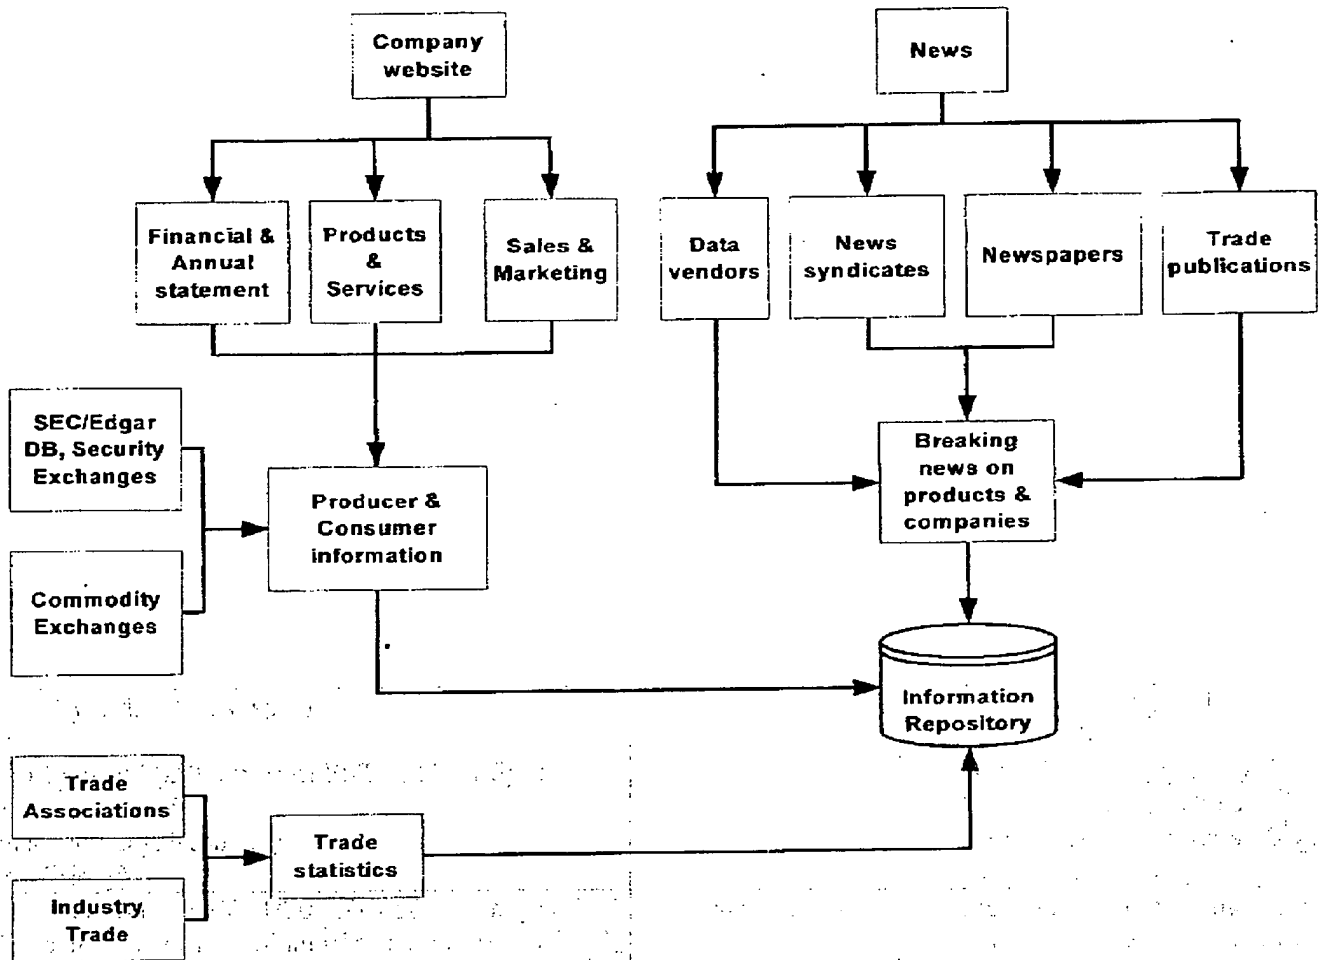 Company
website
News
Financial &
Annual
statement
Products
&
Services
Sales &
Marketing
Data
vendors
News
syndicates
Newspapers
Trade
publications
SEC/Edgar
DB, Security
Exchanges
Commodity
Exchanges
Producer &
Consumer
information
Breaking
news on
products &
companies
Information
Repository
Trade
Associations
Industry
Trade
Trade
statistics